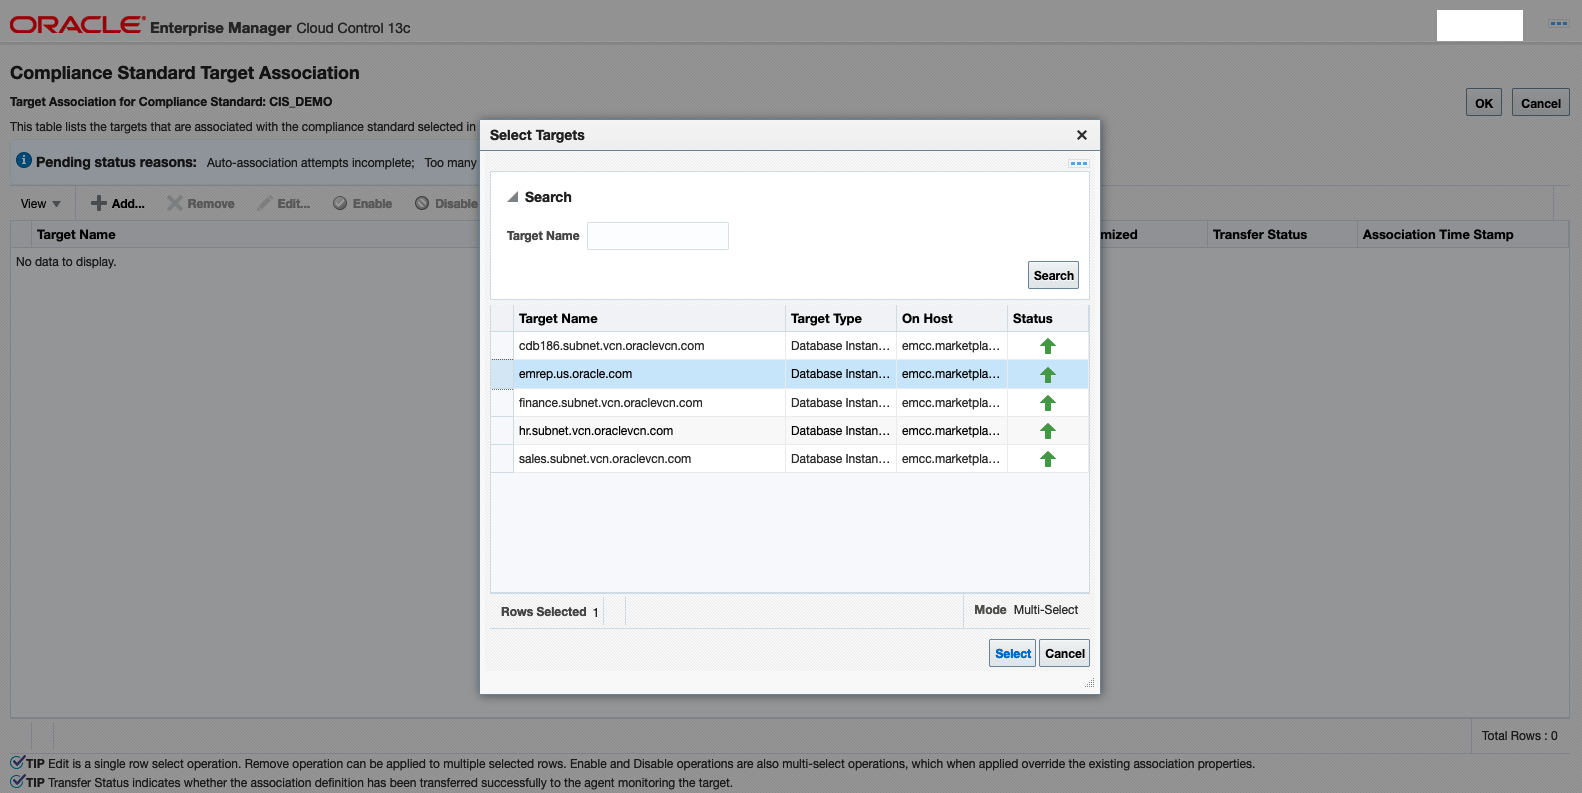 ORACLE Enterprise Manager Cloud Control 13c
Compliance Standard Target Association
Target Association for Compliance Standard: CIS_DEMO
OK Cancel
This table lists the targets that are associated with the compliance standard selected in
Pending status reasons: Auto-association attempts incomplete; Too many
View Add... Remove Edit... Enable Disable
Target Name mized Transfer Status Association Time Stamp
No data to display.
Select Targets
Search
Target Name
Search
Target Name Target Type On Host Status
cdb186.subnet.vcn.oraclevcn.com Database Instan... emcc.marketpla...
emrep.us.oracle.com Database Instan... emcc.marketpla...
finance.subnet.vcn.oraclevcn.com Database Instan... emcc.marketpla...
hr.subnet.vcn.oraclevcn.com Database Instan... emcc.marketpla...
sales.subnet.vcn.oraclevcn.com Database Instan... emcc.marketpla...
Rows Selected 1 Mode Multi-Select
Select Cancel
Total Rows : 0
TIP Edit is a single row select operation. Remove operation can be applied to multiple selected rows. Enable and Disable operations are also multi-select operations, which when applied override the existing association properties.
TIP Transfer Status indicates whether the association definition has been transferred successfully to the agent monitoring the target.